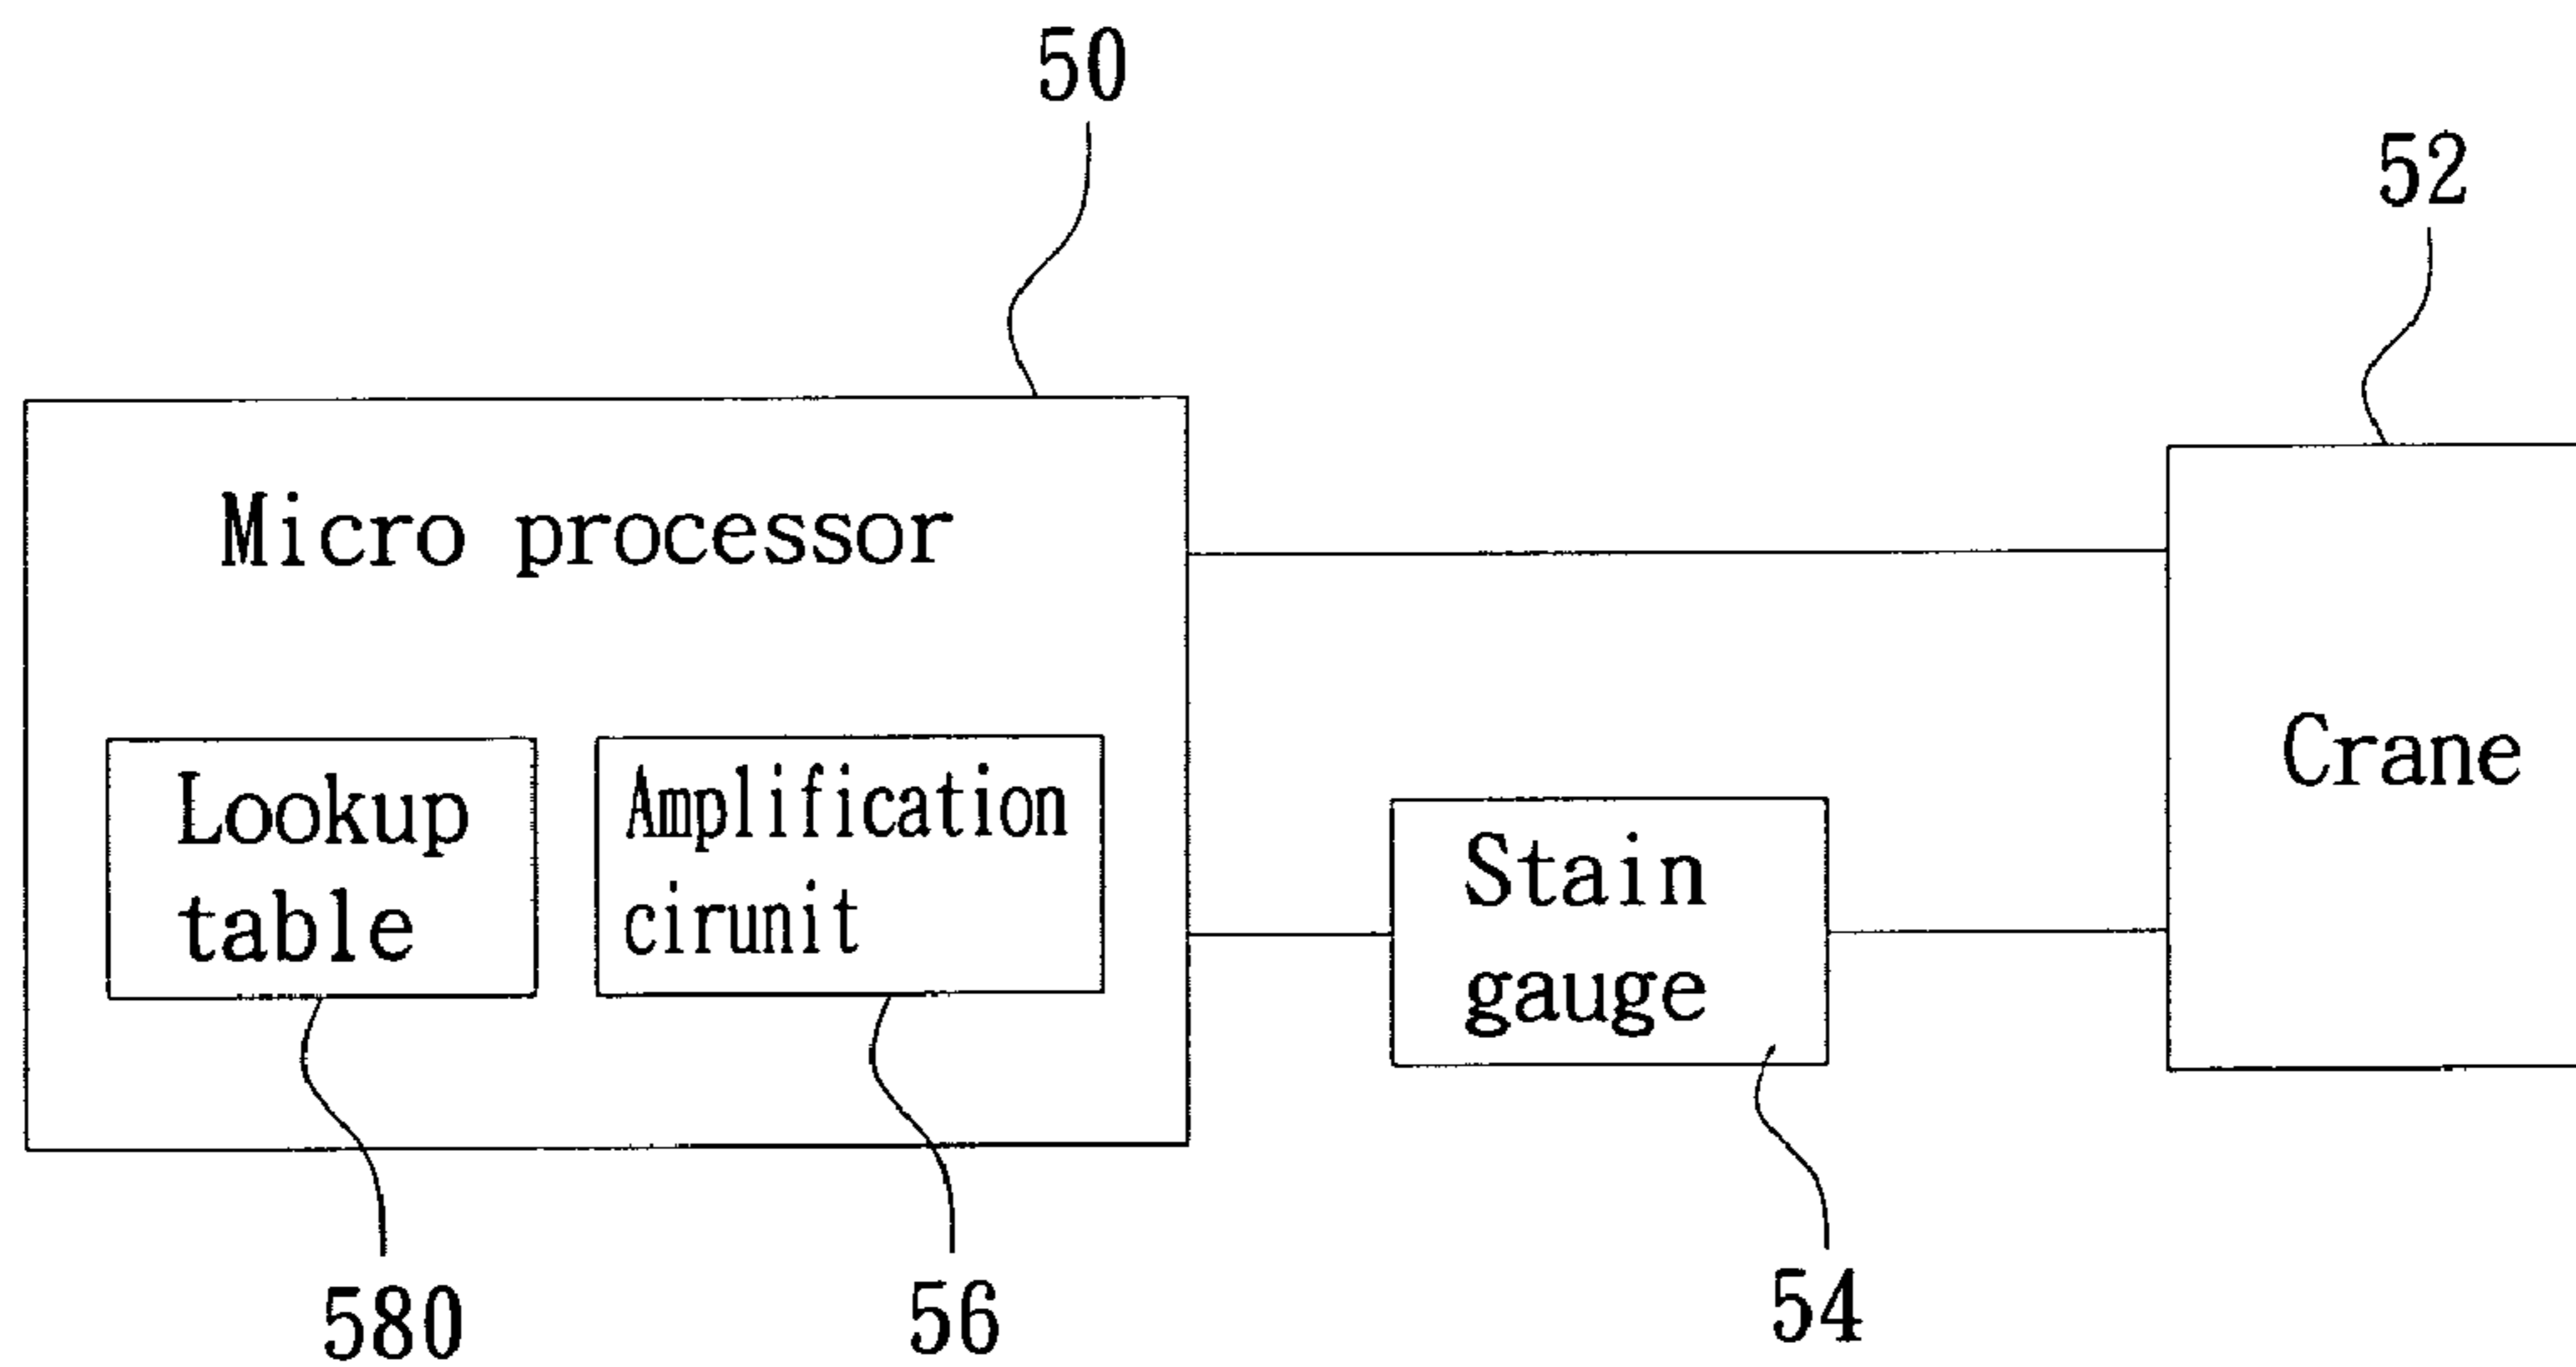 50
52
Micro processor
Crane
Lookup
table
Amplification
cirunit
Stain
gauge
580
56
54